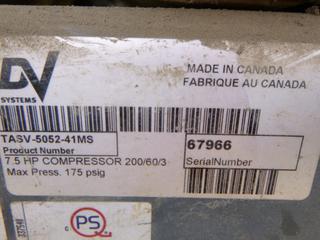 DV
SYSTEMS
MADE IN CANADA
FABRIQUE AU CANADA
TASV-5052-41MS
Product Number
7.5 HP COMPRESSOR 200/60/3
Max Press. 175 psig
67966
SerialNumber
C
PS